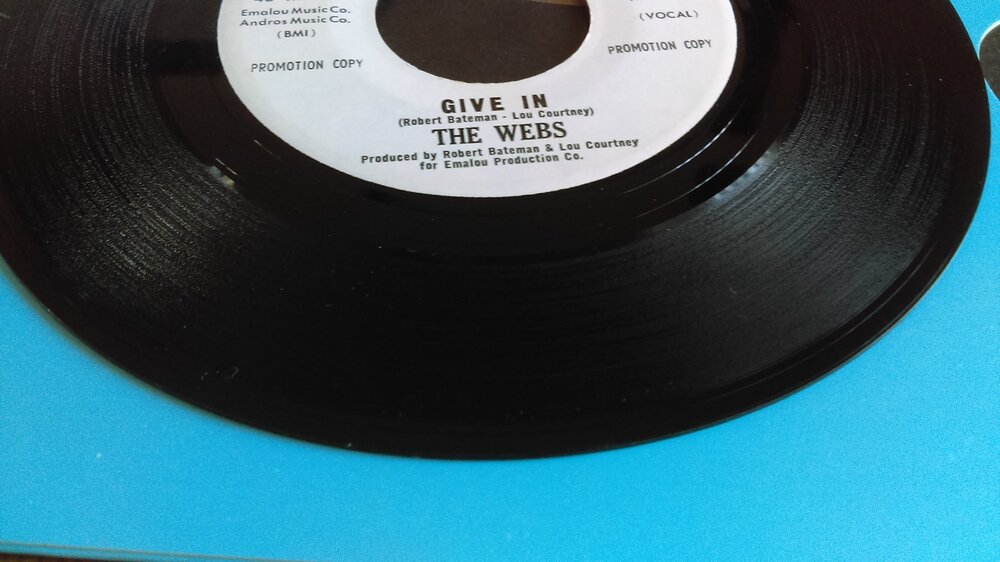 Emalou Music Co.
Andros Music Co.
(BMI)
(VOCAL)
PROMOTION COPY
PROMOTION COPY
GIVE IN
(Robert Bateman - Lou Courtney)
THE WEBS
Produced by Robert Bateman & Lou Courtney
for Emalou Production Co.